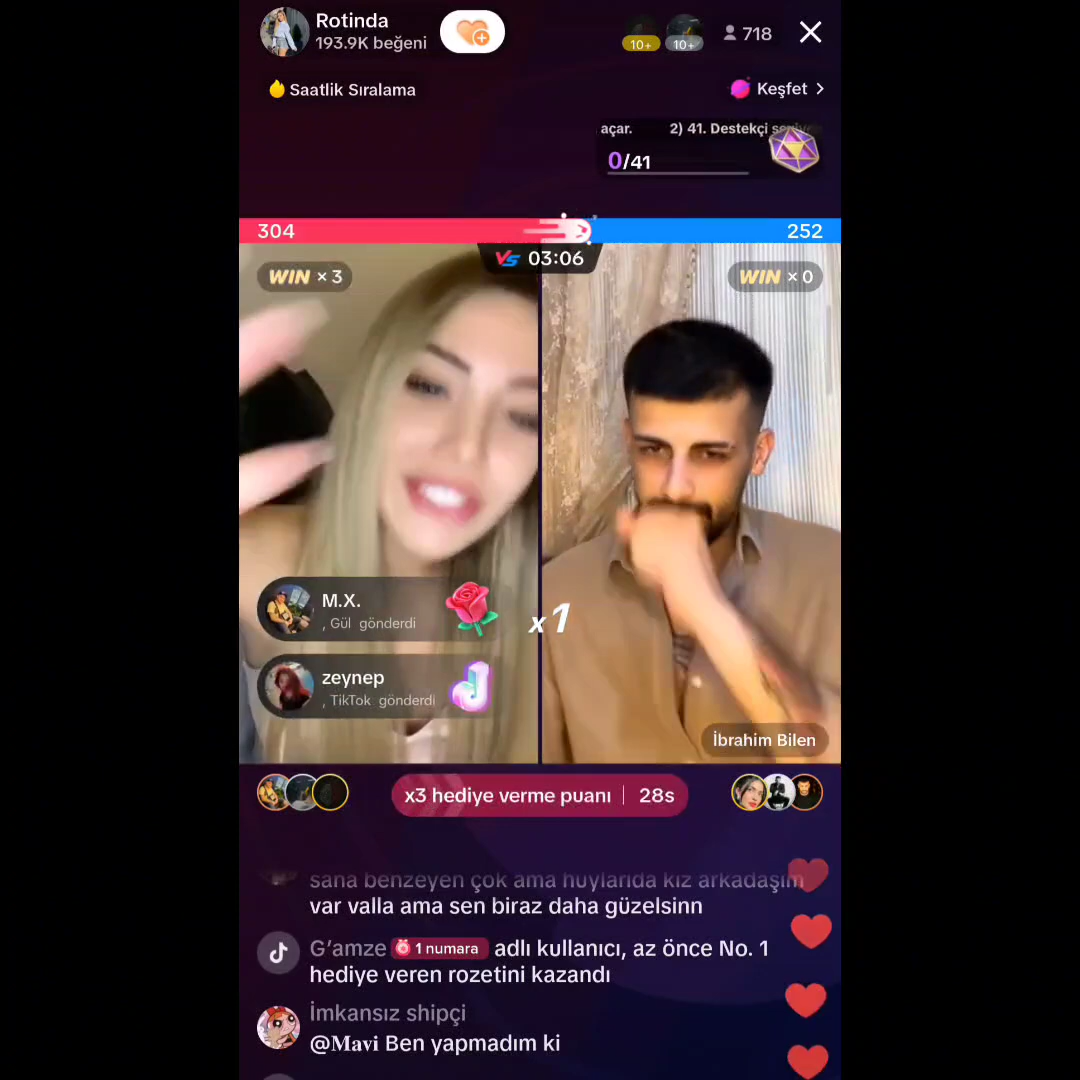 Rotinda
193.9K beğeni
10+
10+
718
Saatlik Sıralama
Keşfet
açar. 2) 41. Destekçi
0/41
304
252
VS 03:06
WIN × 3
WIN × 0
M.X.
, Gül gönderdi
x1
zeynep
, TikTok gönderdi
İbrahim Bilen
x3 hediye verme puanı | 28s
sana benzeyen çok ama huylarıda kız arkadaşım
var valla ama sen biraz daha güzelsinn
G'amze 1 numara adlı kullanıcı, az önce No. 1
hediye veren rozetini kazandı
İmkansız shipçi
@Mavi Ben yapmadım ki